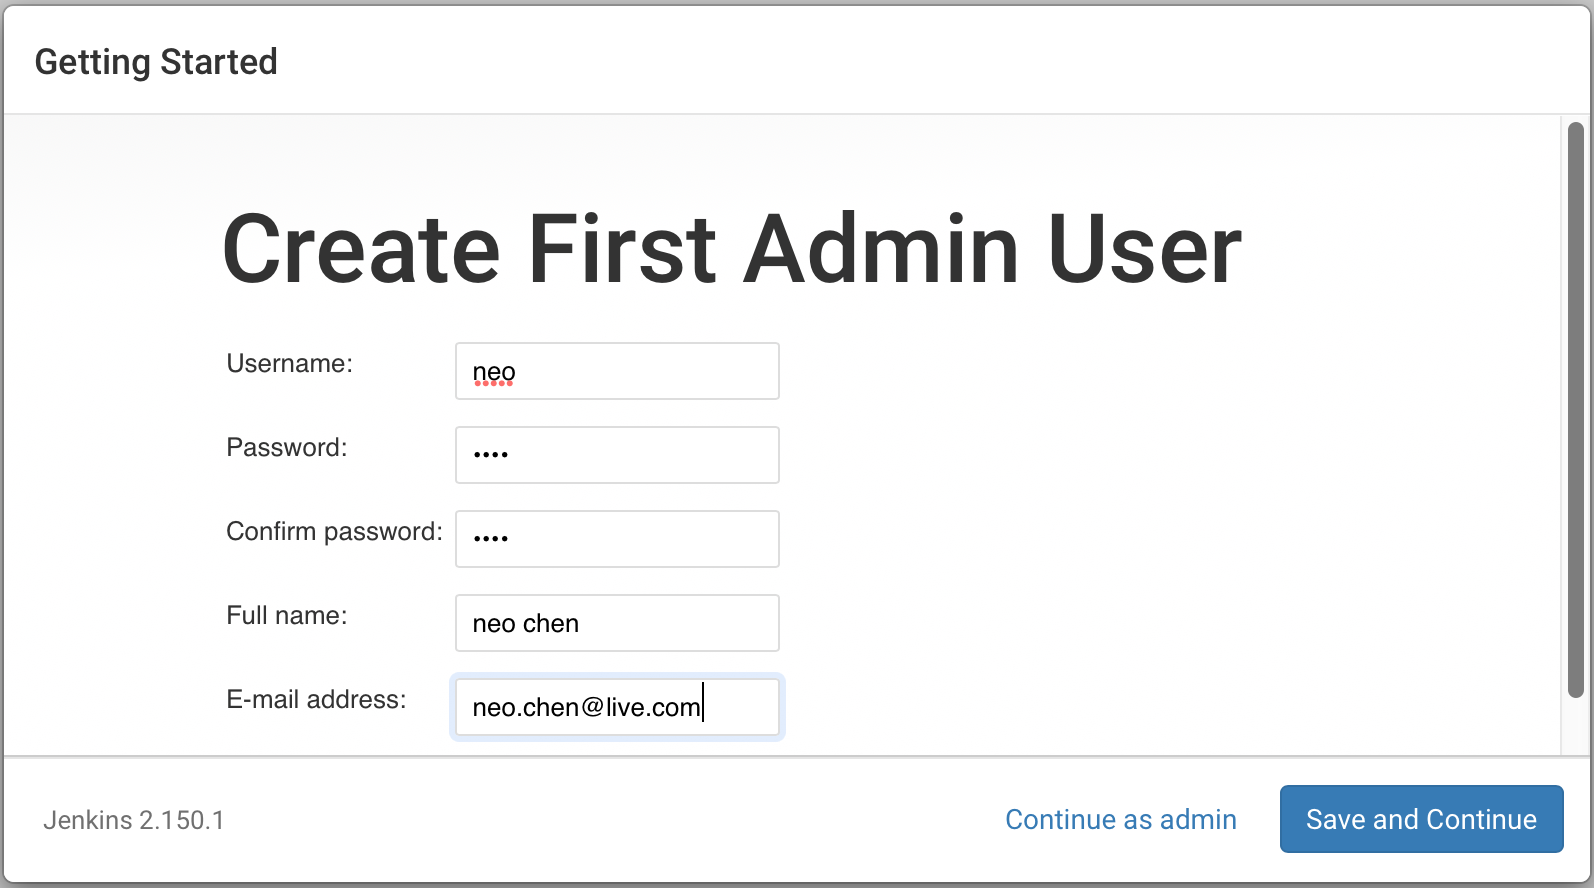 Getting Started
Create First Admin User
Username: neo
Password: ••••
Confirm password: ••••
Full name: neo chen
E-mail address: neo.chen@live.com
Jenkins 2.150.1 Continue as admin Save and Continue